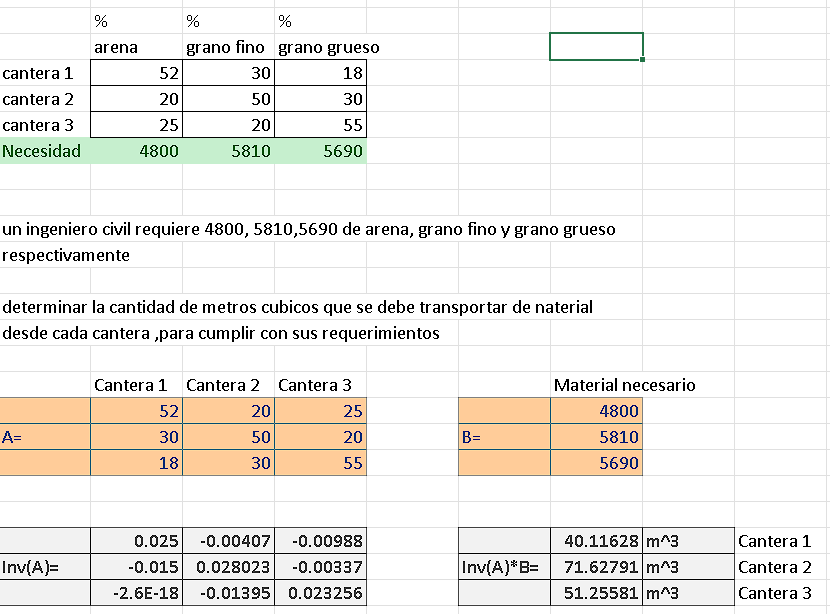 % % %
arena grano fino grano grueso
cantera 1 52 30 18
cantera 2 20 50 30
cantera 3 25 20 55
Necesidad 4800 5810 5690
un ingeniero civil requiere 4800, 5810,5690 de arena, grano fino y grano grueso
respectivamente
determinar la cantidad de metros cubicos que se debe transportar de naterial
desde cada cantera ,para cumplir con sus requerimientos
Cantera 1 Cantera 2 Cantera 3 Material necesario
52 20 25 4800
A= 30 50 20 B= 5810
18 30 55 5690
0.025 -0.00407 -0.00988 40.11628 m^3 Cantera 1
Inv(A)= -0.015 0.028023 -0.00337 Inv(A)*B= 71.62791 m^3 Cantera 2
-2.6E-18 -0.01395 0.023256 51.25581 m^3 Cantera 3